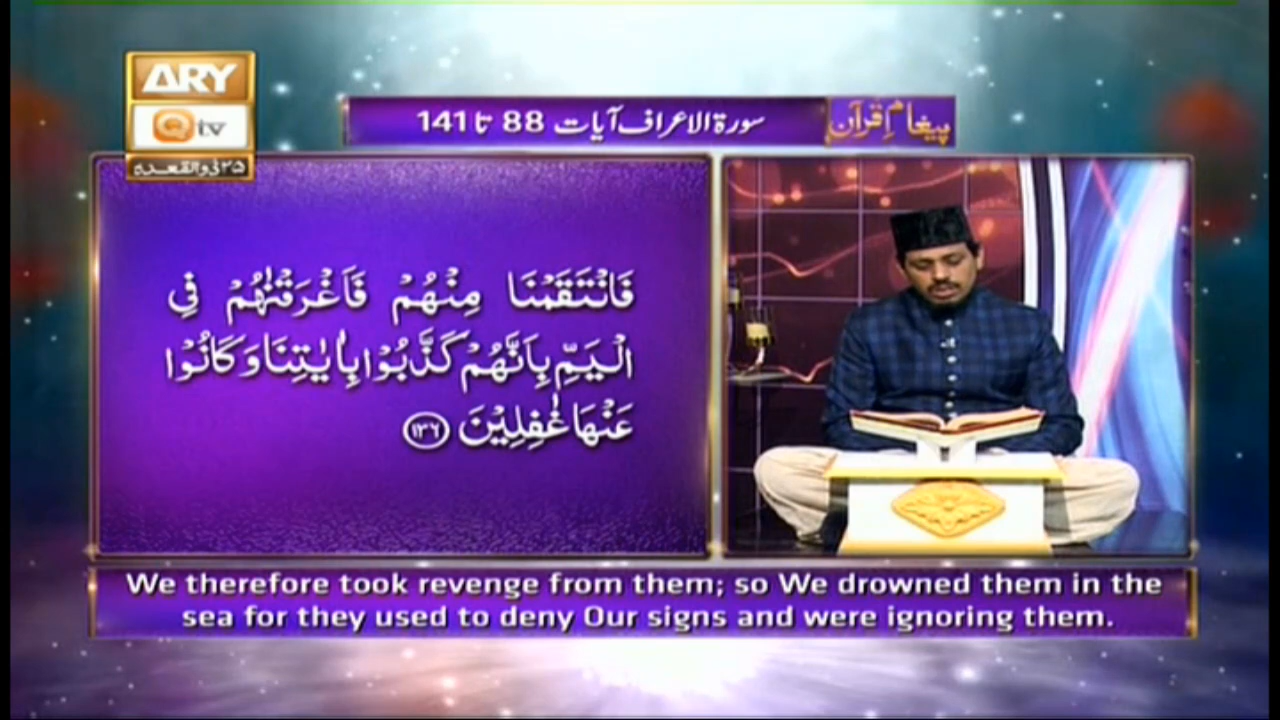 ARY
Qtv
۲۵ ذوالقعدہ
پیغامِ قرآن
سورۃ الاعراف آیات 88 تا 141
فَانْتَقَمْنَا مِنْهُمْ فَاَغْرَقْنٰهُمْ فِی
الْیَمِّ بِاَنَّهُمْ كَذَّبُوْا بِاٰیٰتِنَا وَ كَانُوْا
عَنْهَا غٰفِلِیْنَ ۝۱۳۶
We therefore took revenge from them; so We drowned them in the
sea for they used to deny Our signs and were ignoring them.